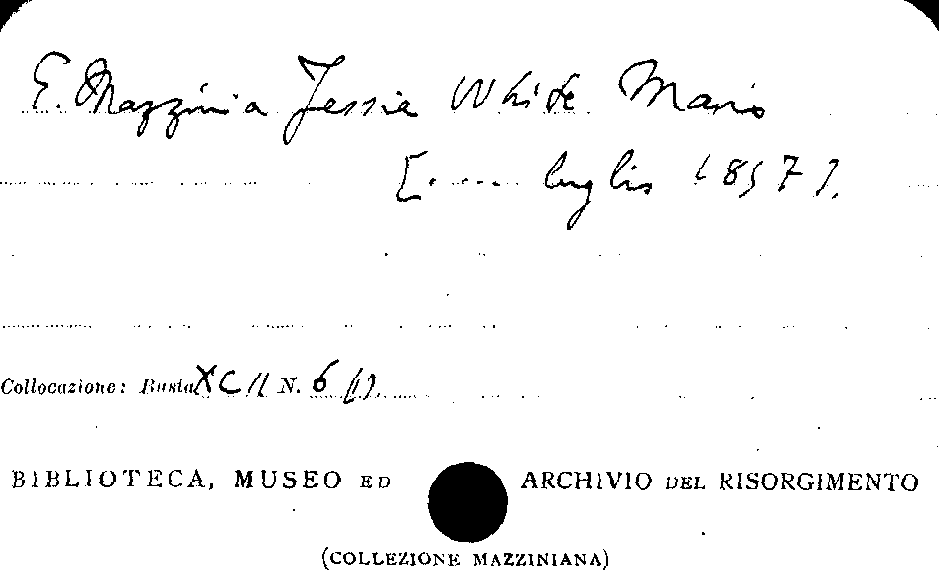 G. Mazzini a Jessie White Mario
[. .... luglio 1857].
Collocazione: Busta XCII N. 6 (1).
BIBLIOTECA, MUSEO ED ARCHIVIO DEL RISORGIMENTO
(COLLEZIONE MAZZINIANA)